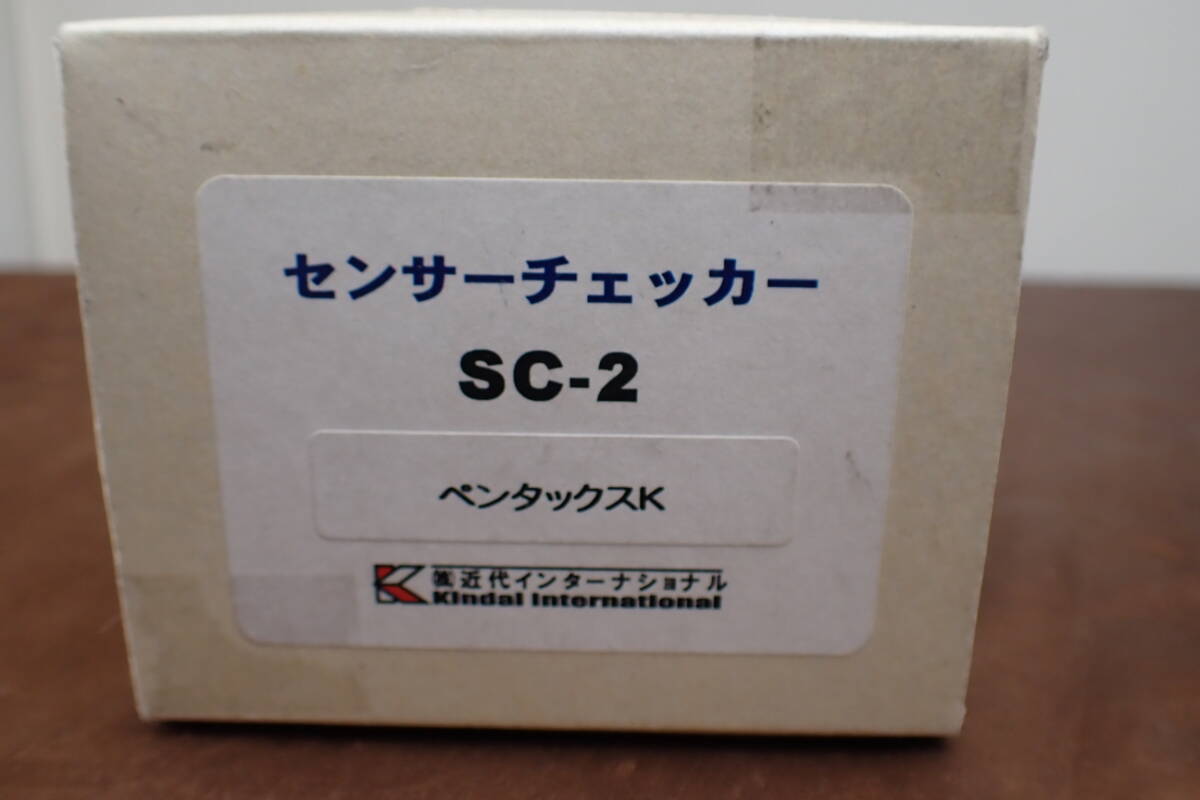 センサーチェッカー
SC-2
ペンタックスK
㈱近代インターナショナル
Kindai International